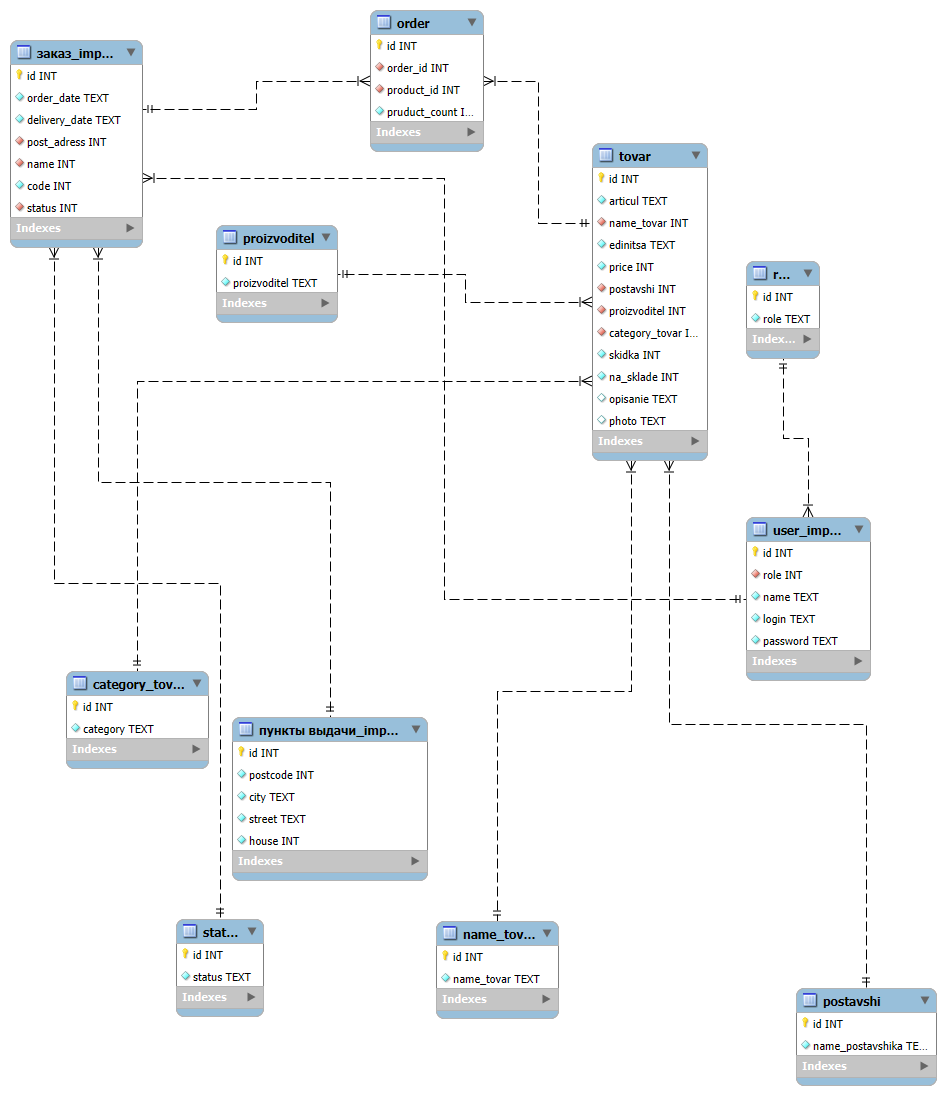 order
id INT
order_id INT
product_id INT
pruduct_count I...
Indexes
заказ_imp...
id INT
order_date TEXT
delivery_date TEXT
post_adress INT
name INT
code INT
status INT
Indexes
tovar
id INT
articul TEXT
name_tovar INT
edinitsa TEXT
price INT
postavshi INT
proizvoditel INT
category_tovar I...
skidka INT
na_sklade INT
opisanie TEXT
photo TEXT
Indexes
proizvoditel
id INT
proizvoditel TEXT
Indexes
r...
id INT
role TEXT
Index...
user_imp...
id INT
role INT
name TEXT
login TEXT
password TEXT
Indexes
category_tov...
id INT
category TEXT
Indexes
пункты выдачи_imp...
id INT
postcode INT
city TEXT
street TEXT
house INT
Indexes
stat...
id INT
status TEXT
Indexes
name_tov...
id INT
name_tovar TEXT
Indexes
postavshi
id INT
name_postavshika TE...
Indexes